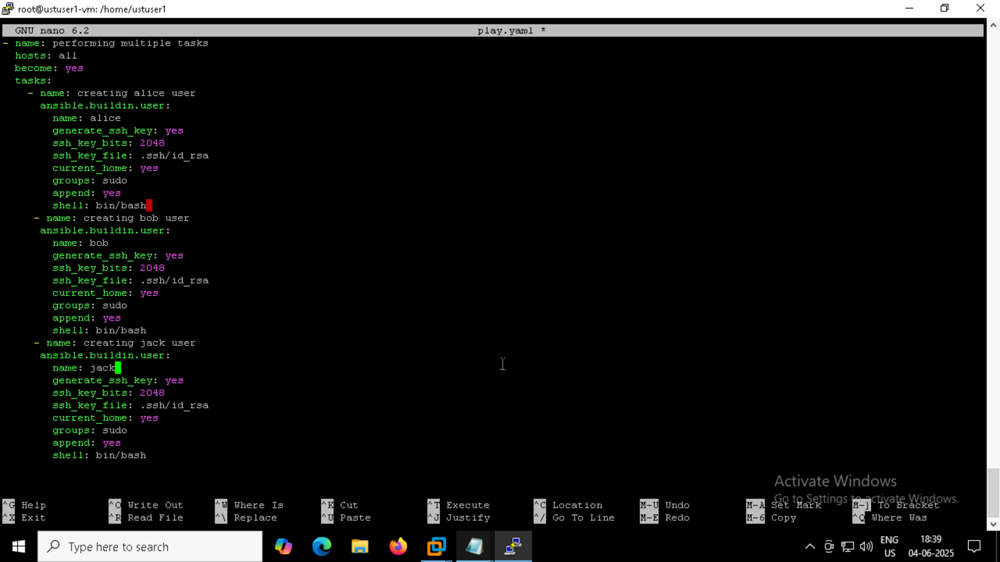 root@ustuser1-vm: /home/ustuser1
GNU nano 6.2 play.yaml *
- name: performing multiple tasks
hosts: all
become: yes
tasks:
- name: creating alice user
ansible.buildin.user:
name: alice
generate_ssh_key: yes
ssh_key_bits: 2048
ssh_key_file: .ssh/id_rsa
current_home: yes
groups: sudo
append: yes
shell: bin/bash
- name: creating bob user
ansible.buildin.user:
name: bob
generate_ssh_key: yes
ssh_key_bits: 2048
ssh_key_file: .ssh/id_rsa
current_home: yes
groups: sudo
append: yes
shell: bin/bash
- name: creating jack user
ansible.buildin.user:
name: jack
generate_ssh_key: yes
ssh_key_bits: 2048
ssh_key_file: .ssh/id_rsa
current_home: yes
groups: sudo
append: yes
shell: bin/bash
Activate Windows
Go to Settings to activate Windows.
^G Help ^O Write Out ^W Where Is ^K Cut ^T Execute ^C Location M-U Undo M-A Set Mark M-] To Bracket
^X Exit ^R Read File ^\ Replace ^U Paste ^J Justify ^/ Go To Line M-E Redo M-6 Copy ^Q Where Was
Type here to search
ENG
US
18:39
04-06-2025